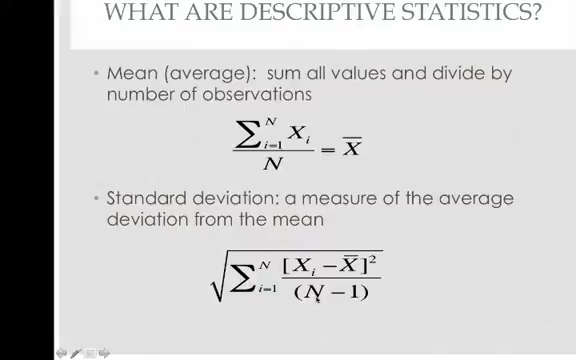 WHAT ARE DESCRIPTIVE STATISTICS?
• Mean (average): sum all values and divide by
number of observations
∑_{i=1}^{N} X_i / N = X̅
• Standard deviation: a measure of the average
deviation from the mean
√(∑_{i=1}^{N} [X_i − X̅]² / (N − 1))